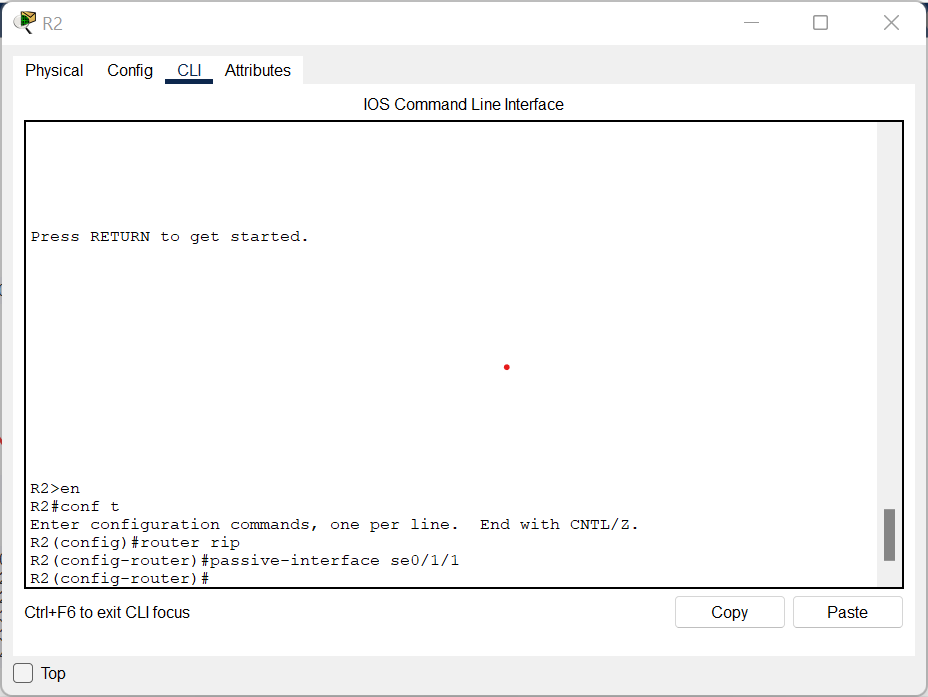 R2
Physical Config CLI Attributes
IOS Command Line Interface
Press RETURN to get started.
R2>en
R2#conf t
Enter configuration commands, one per line.  End with CNTL/Z.
R2(config)#router rip
R2(config-router)#passive-interface se0/1/1
R2(config-router)#
Ctrl+F6 to exit CLI focus
Copy Paste
Top